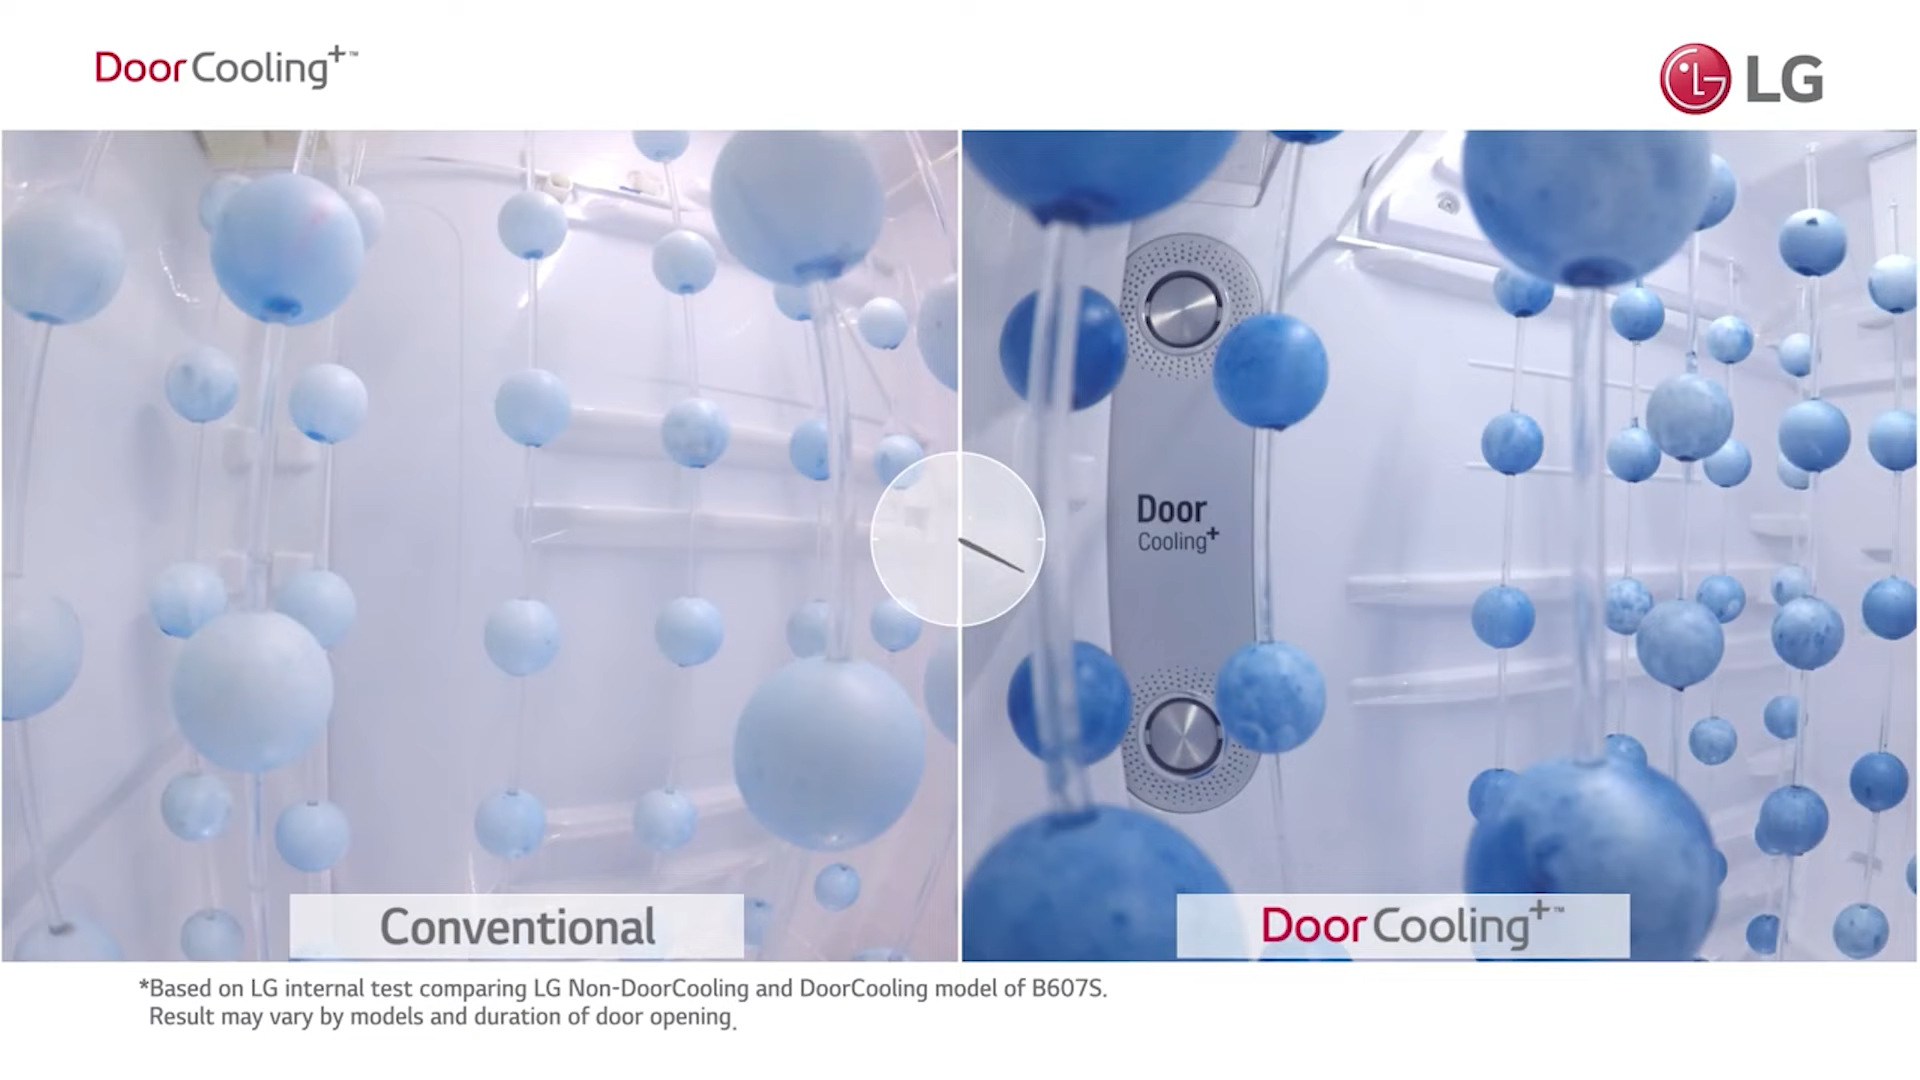 DoorCooling+™
LG
Door
Cooling+
Conventional
DoorCooling+™
*Based on LG internal test comparing LG Non-DoorCooling and DoorCooling model of B607S.
Result may vary by models and duration of door opening.